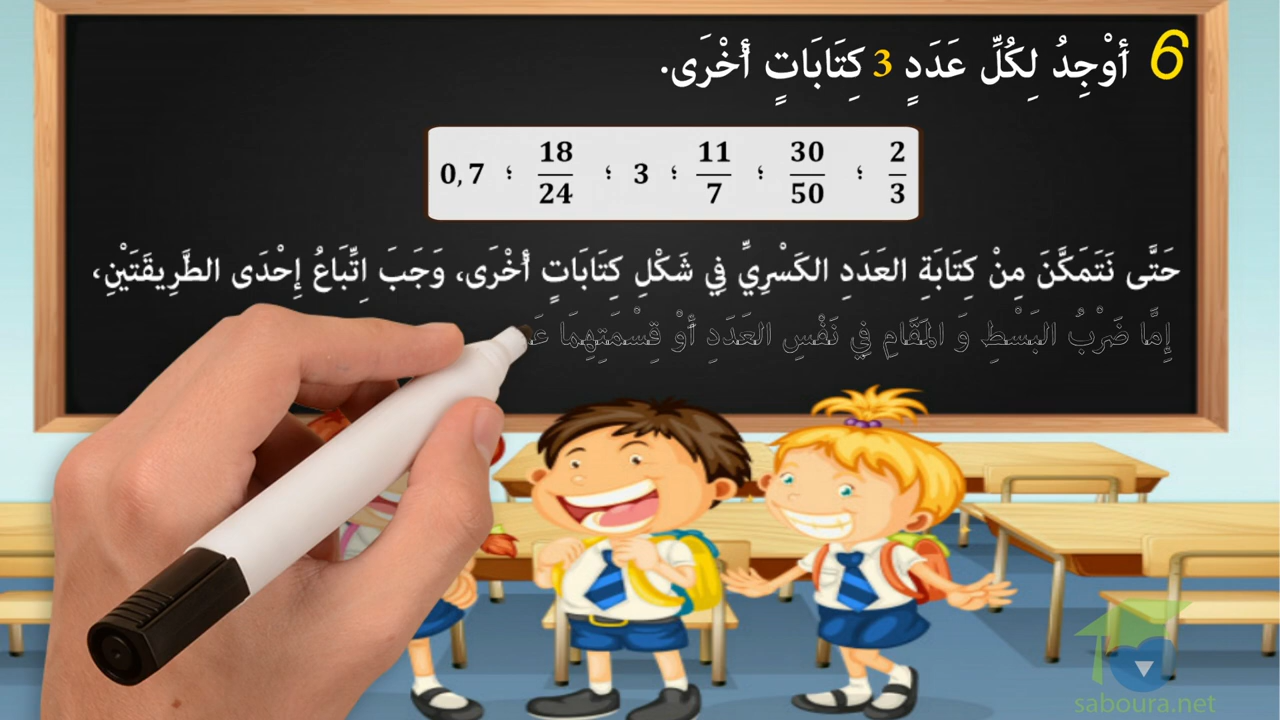 6 أَوْجِدُ لِكُلِّ عَدَدٍ 3 كِتَابَاتٍ أُخْرَى.
2/3 ؛ 30/50 ؛ 11/7 ؛ 3 ؛ 18/24 ؛ 0,7
حَتَّى نَتَمَكَّنَ مِنْ كِتَابَةِ العَدَدِ الكَسْرِيِّ فِي شَكْلِ كِتَابَاتٍ أُخْرَى، وَجَبَ اِتِّبَاعُ إِحْدَى الطَّرِيقَتَيْنِ،
إِمَّا ضَرْبُ البَسْطِ وَ المَقَامِ فِي نَفْسِ العَدَدِ أَوْ قِسْمَتِهِمَا
saboura.net